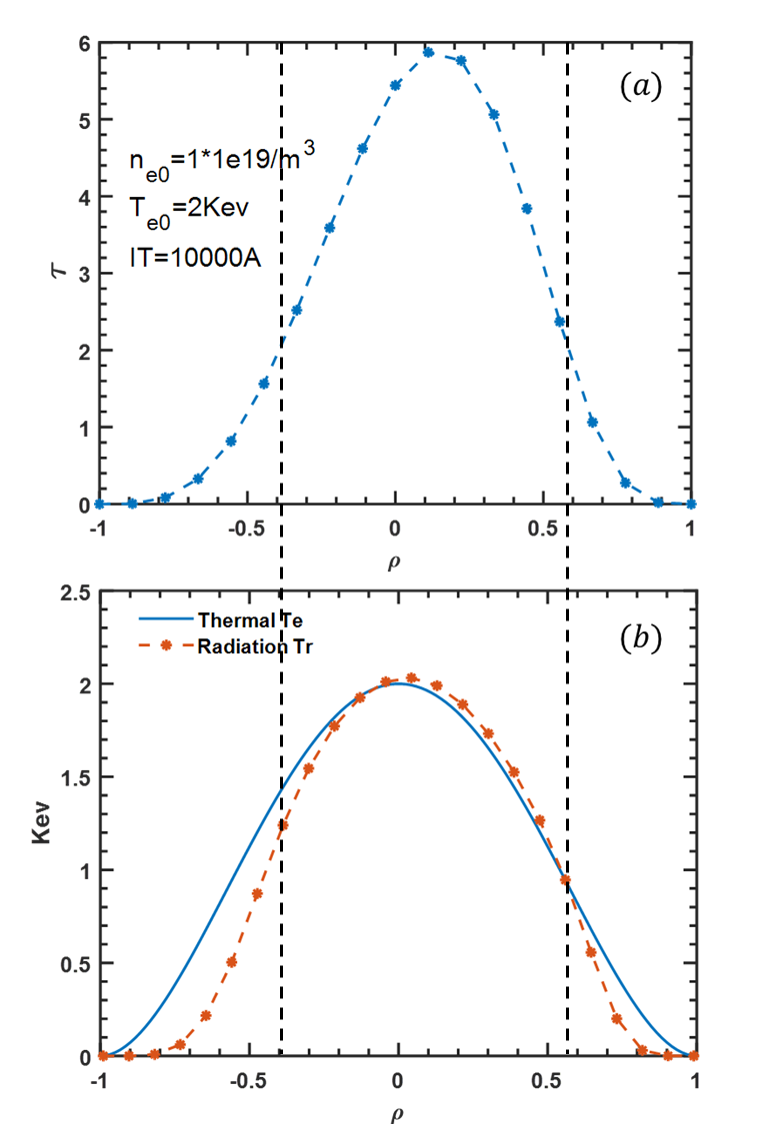 6
(a)
5
n_e0=1*1e19/m^3
4
T_e0=2Kev
IT=10000A
τ
3
2
1
0
-1 -0.5 0 0.5 1
ρ
2.5
Thermal Te
(b)
Radiation Tr
2
1.5
Kev
1
0.5
0
-1 -0.5 0 0.5 1
ρ